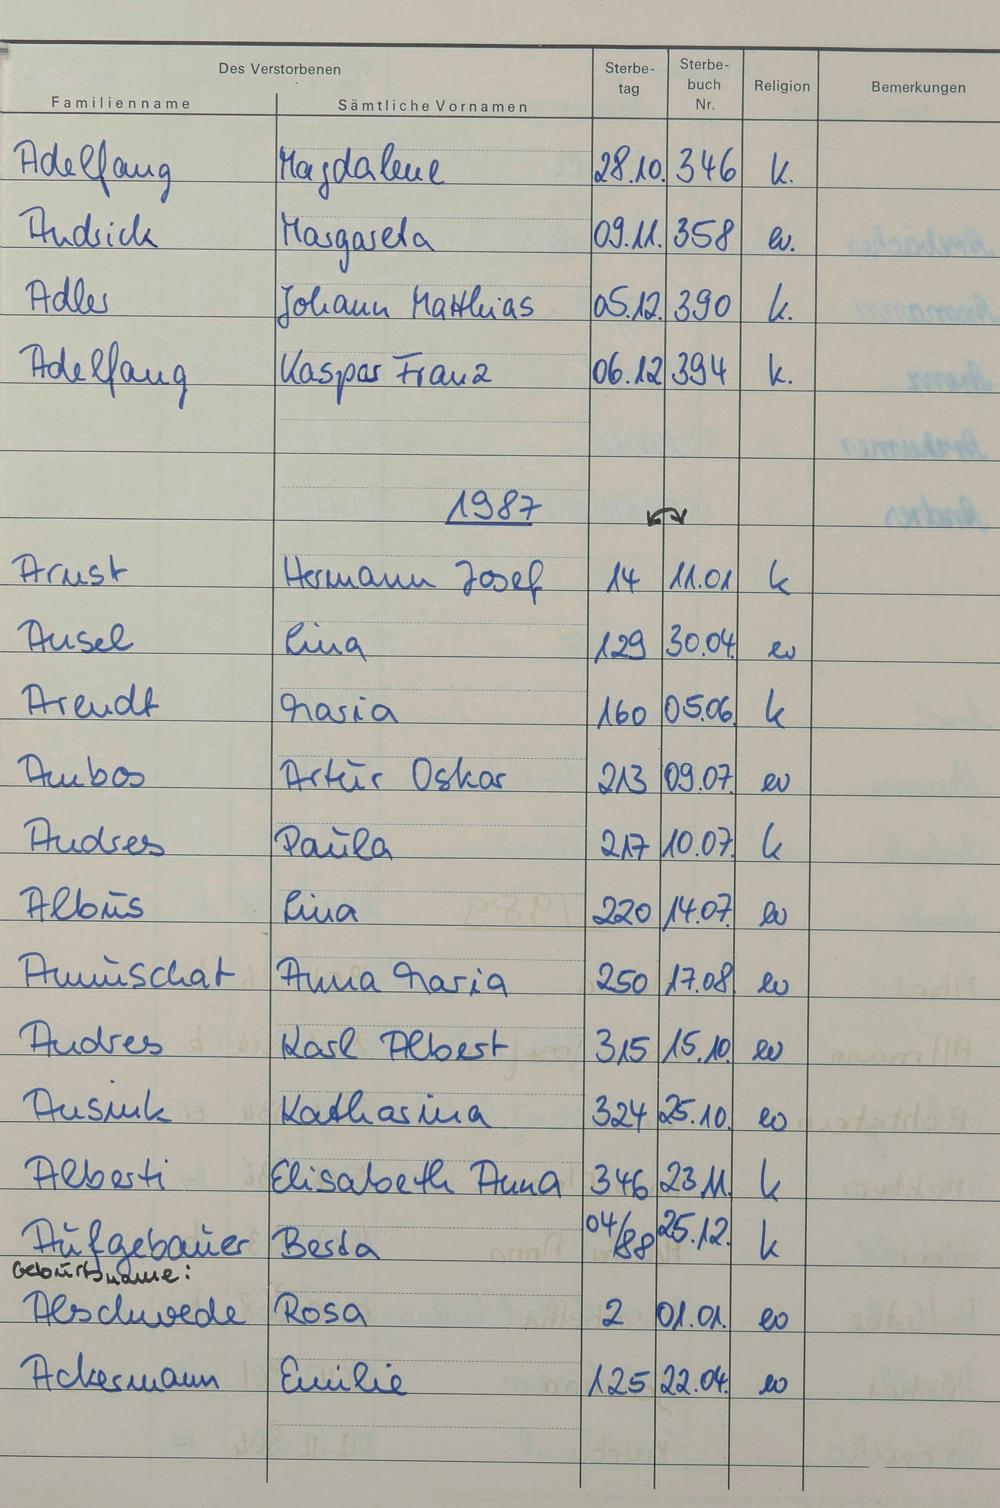 Des Verstorbenen Sterbe- Sterbe- Religion Bemerkungen
tag buch
Familienname Sämtliche Vornamen Nr.
Adelfang Magdalene 28.10. 346 k.
Andrick Margareta 09.11. 358 ev.
Adler Johann Matthias 05.12. 390 k.
Adelfang Kaspar Franz 06.12 394 k.
1987
Arnst Hermann Josef 14 11.01 k
Ansel Lina 129 30.04. ev
Arendt Maria 160 05.06. k
Ambos Artur Oskar 213 09.07. ev
Andres Paula 217 10.07. k
Albus Lina 220 14.07. ev
Annuschat Anna Maria 250 17.08. ev
Andres Karl Albert 315 15.10. ev
Ansink Katharina 324 25.10. ev
Alberti Elisabeth Anna 346 23.11. k
Aufgebauer Berta 04/88 25.12. k
Geburtsname:
Abschwede Rosa 2 01.01. ev
Ackermann Emilie 125 22.04. ev